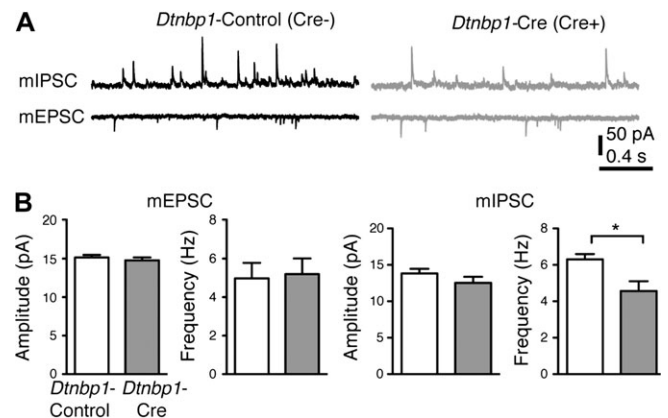 A
Dtnbp1-Control (Cre-)
Dtnbp1-Cre (Cre+)
mIPSC
mEPSC
50 pA
0.4 s
B
mEPSC
mIPSC
Amplitude (pA)
20
15
10
5
0
Dtnbp1-Control
Dtnbp1-Cre
Frequency (Hz)
8
6
4
2
0
Amplitude (pA)
20
15
10
5
0
Frequency (Hz)
8
6
4
2
0
*